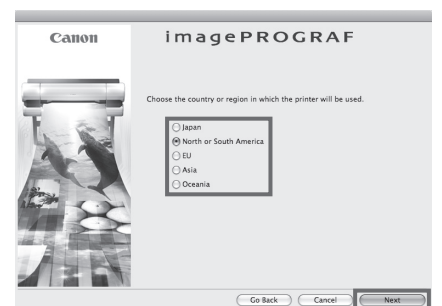 Canon
imagePROGRAF
Choose the country or region in which the printer will be used.
Japan
North or South America
EU
Asia
Oceania
Go Back
Cancel
Next